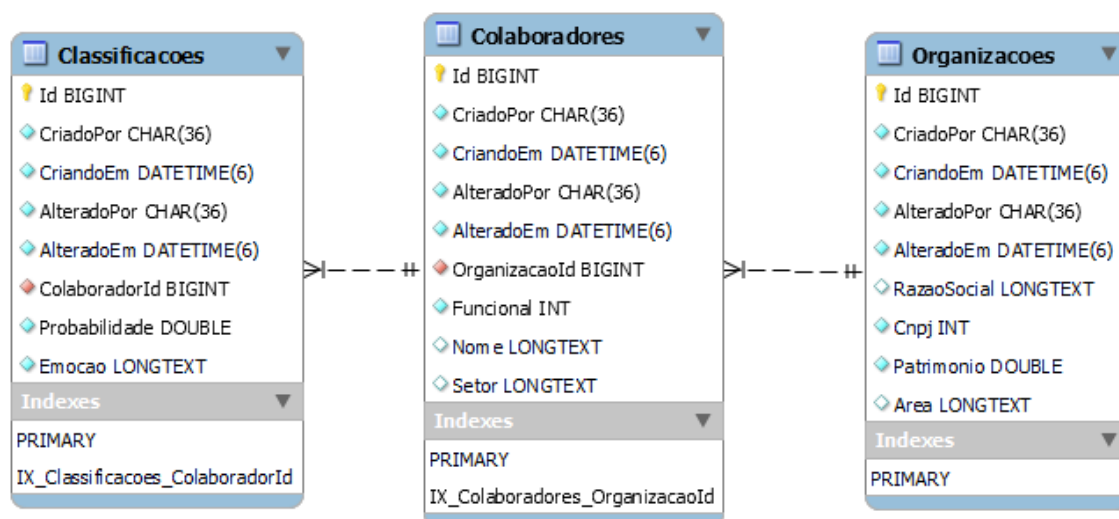 Classificacoes
Id BIGINT
CriadoPor CHAR(36)
CriandoEm DATETIME(6)
AlteradoPor CHAR(36)
AlteradoEm DATETIME(6)
ColaboradorId BIGINT
Probabilidade DOUBLE
Emocao LONGTEXT
Indexes
PRIMARY
IX_Classificacoes_ColaboradorId
Colaboradores
Id BIGINT
CriadoPor CHAR(36)
CriandoEm DATETIME(6)
AlteradoPor CHAR(36)
AlteradoEm DATETIME(6)
OrganizacaoId BIGINT
Funcional INT
Nome LONGTEXT
Setor LONGTEXT
Indexes
PRIMARY
IX_Colaboradores_OrganizacaoId
Organizacoes
Id BIGINT
CriadoPor CHAR(36)
CriandoEm DATETIME(6)
AlteradoPor CHAR(36)
AlteradoEm DATETIME(6)
RazaoSocial LONGTEXT
Cnpj INT
Patrimonio DOUBLE
Area LONGTEXT
Indexes
PRIMARY